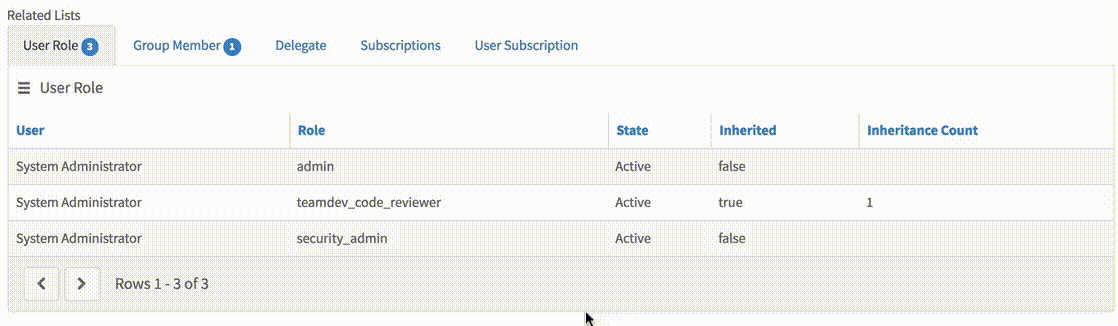 Related Lists
User Role 3 Group Member 1 Delegate Subscriptions User Subscription
User Role
User Role State Inherited Inheritance Count
System Administrator admin Active false
System Administrator teamdev_code_reviewer Active true 1
System Administrator security_admin Active false
Rows 1 - 3 of 3